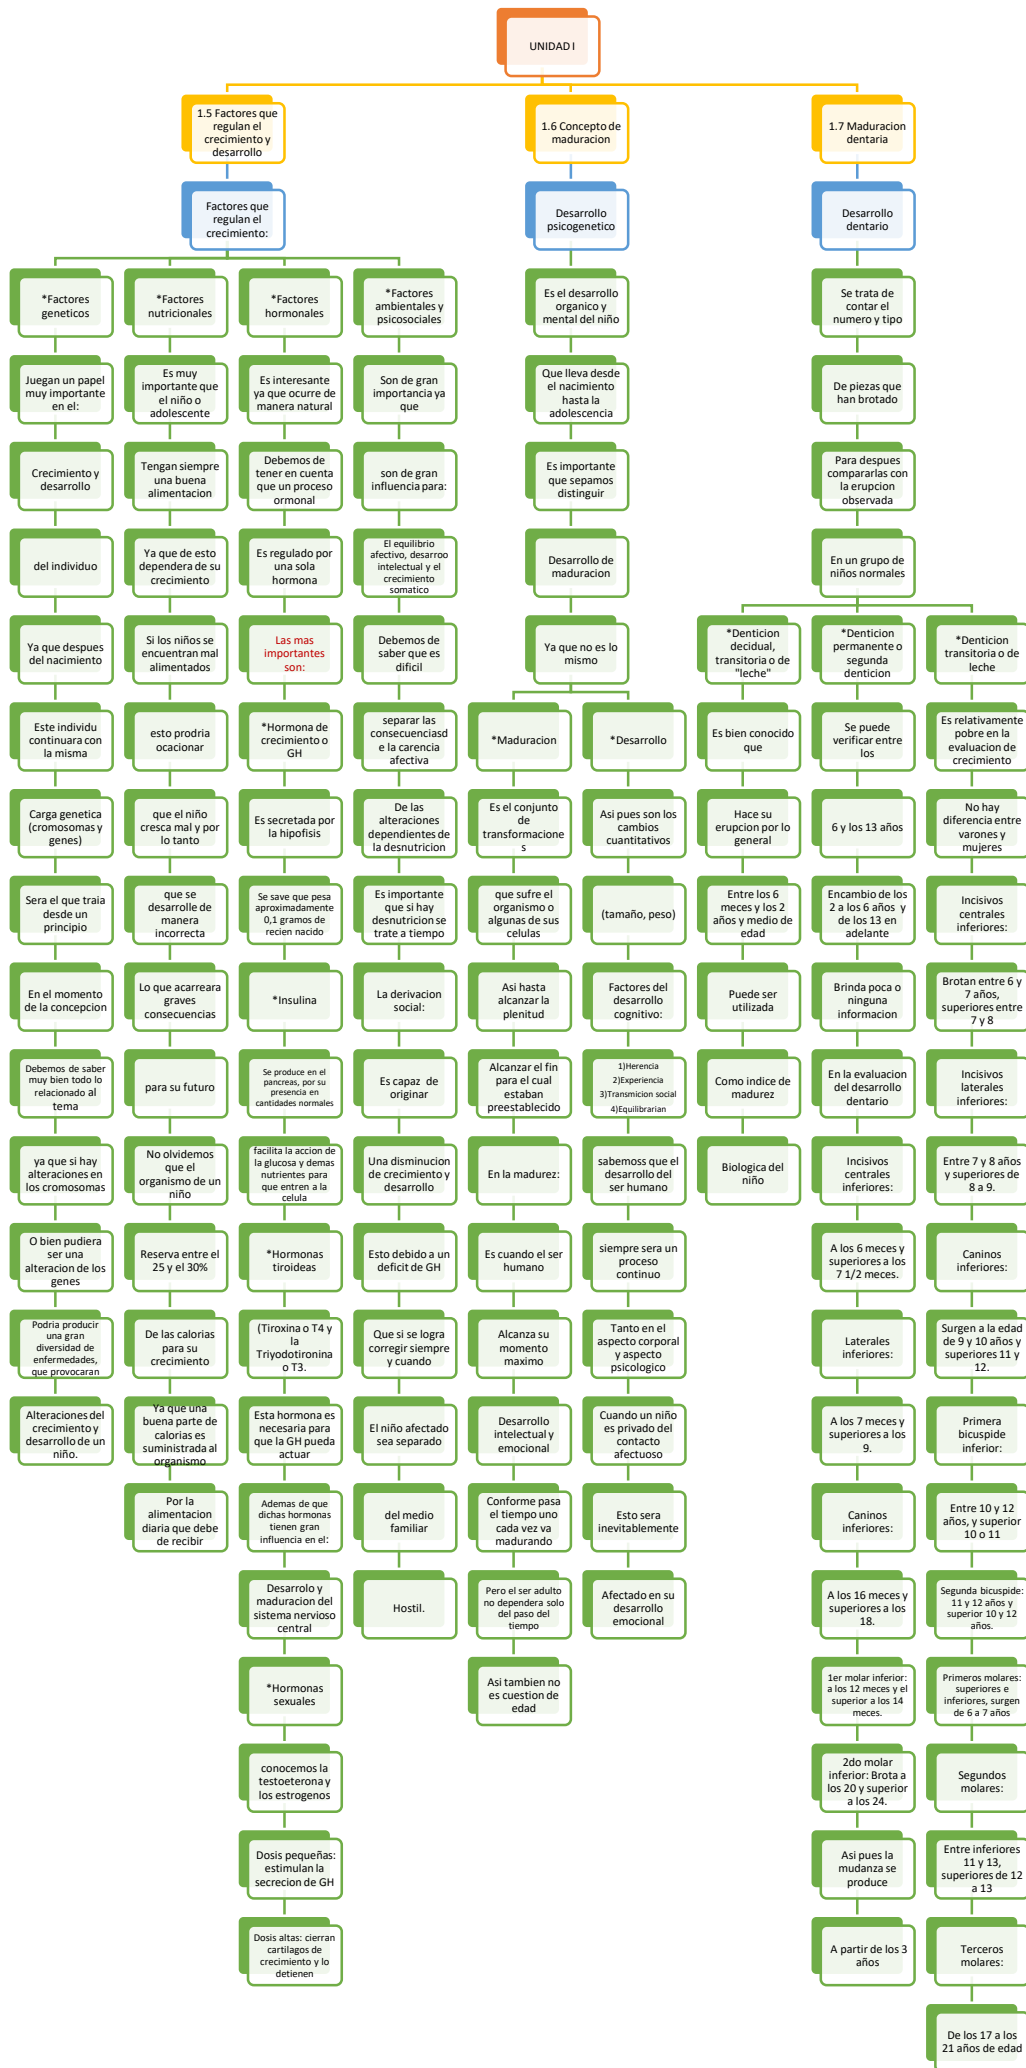 UNIDAD I
1.5 Factores que
regulan el
crecimiento y
desarrollo
Factores que
regulan el
crecimiento:
*Factores
geneticos
Juegan un papel
muy importante
en el:
Crecimiento y
desarrollo
del individuo
Ya que despues
del nacimiento
Este individu
continuara con
la misma
Carga genetica
(cromosomas y
genes)
Sera el que traia
desde un
principio
En el momento
de la concepcion
Debemos de saber
muy bien todo lo
relacionado al
tema
ya que si hay
alteraciones en
los cromosomas
O bien pudiera
ser una
alteracion de los
genes
Podria producir
una gran
diversidad de
enfermedades,
que provocaran
Alteraciones del
crecimiento y
desarrollo de un
niño.
*Factores
nutricionales
Es muy
importante que
el niño o
adolescente
Tengan siempre
una buena
alimentacion
Ya que de esto
dependera de su
crecimiento
Si los niños se
encuentran mal
alimentados
esto prodria
ocacionar
que el niño
cresca mal y por
lo tanto
que se
desarrolle de
manera
incorrecta
Lo que acarreara
graves
consecuencias
para su futuro
No olvidemos
que el
organismo de un
niño
Reserva entre el
25 y el 30%
De las calorias
para su
crecimiento
Ya que una
buena parte de
calorias es
suministrada al
organismo
Por la
alimentacion
diaria que debe
de recibir
*Factores
hormonales
Es interesante
ya que ocurre de
manera natural
Debemos de
tener en cuenta
que un proceso
ormonal
Es regulado por
una sola
hormona
Las mas
importantes
son:
*Hormona de
crecimiento o
GH
Es secretada por
la hipofisis
Se save que pesa
aproximadamente
0,1 gramos de
recien nacido
*Insulina
Se produce en el
pancreas, por su
presencia en
cantidades normales
facilita la accion de
la glucosa y demas
nutrientes para
que entren a la
celula
*Hormonas
tiroideas
(Tiroxina o T4 y
la
Triyodotironina
o T3.
Esta hormona es
necesaria para
que la GH pueda
actuar
Ademas de que
dichas hormonas
tienen gran
influencia en el:
Desarrolo y
maduracion del
sistema nervioso
central
*Hormonas
sexuales
conocemos la
testoeterona y
los estrogenos
Dosis pequeñas:
estimulan la
secrecion de GH
Dosis altas: cierran
cartilagos de
crecimiento y lo
detienen
*Factores
ambientales y
psicosociales
Son de gran
importancia ya
que
son de gran
influencia para:
El equilibrio
afectivo, desarroo
intelectual y el
crecimiento
somatico
Debemos de
saber que es
dificil
separar las
consecuenciasd
e la carencia
afectiva
De las
alteraciones
dependientes de
la desnutricion
Es importante
que si hay
desnutricion se
trate a tiempo
La derivacion
social:
Es capaz de
originar
Una disminucion
de crecimiento y
desarrollo
Esto debido a un
deficit de GH
Que si se logra
corregir siempre
y cuando
El niño afectado
sea separado
del medio
familiar
Hostil.
1.6 Concepto de
maduracion
Desarrollo
psicogenetico
Es el desarrollo
organico y
mental del niño
Que lleva desde
el nacimiento
hasta la
adolescencia
Es importante
que sepamos
distinguir
Desarrollo de
maduracion
Ya que no es lo
mismo
*Maduracion
Es el conjunto
de
transformacione
s
que sufre el
organismo o
algunas de sus
celulas
Asi hasta
alcanzar la
plenitud
Alcanzar el fin
para el cual
estaban
preestablecido
En la madurez:
Es cuando el ser
humano
Alcanza su
momento
maximo
Desarrollo
intelectual y
emocional
Conforme pasa
el tiempo uno
cada vez va
madurando
Pero el ser adulto
no dependera solo
del paso del
tiempo
Asi tambien no
es cuestion de
edad
*Desarrollo
Asi pues son los
cambios
cuantitativos
(tamaño, peso)
Factores del
desarrollo
cognitivo:
1)Herencia
2)Experiencia
3)Transmicion social
4)Equilibrarian
sabemoss que el
desarrollo del
ser humano
siempre sera un
proceso
continuo
Tanto en el
aspecto corporal
y aspecto
psicologico
Cuando un niño
es privado del
contacto
afectuoso
Esto sera
inevitablemente
Afectado en su
desarrollo
emocional
1.7 Maduracion
dentaria
Desarrollo
dentario
Se trata de
contar el
numero y tipo
De piezas que
han brotado
Para despues
compararlas con
la erupcion
observada
En un grupo de
niños normales
*Denticion
decidual,
transitoria o de
"leche"
Es bien conocido
que
Hace su
erupcion por lo
general
Entre los 6
meces y los 2
años y medio de
edad
Puede ser
utilizada
Como indice de
madurez
Biologica del
niño
*Denticion
permanente o
segunda
denticion
Se puede
verificar entre
los
6 y los 13 años
Encambio de los
2 a los 6 años y
de los 13 en
adelante
Brinda poca o
ninguna
informacion
En la evaluacion
del desarrollo
dentario
Incisivos
centrales
inferiores:
A los 6 meces y
superiores a los
7 1/2 meces.
Laterales
inferiores:
A los 7 meces y
superiores a los
9.
Caninos
inferiores:
A los 16 meces y
superiores a los
18.
1er molar inferior:
a los 12 meces y el
superior a los 14
meces.
2do molar
inferior: Brota a
los 20 y superior
a los 24.
Asi pues la
mudanza se
produce
A partir de los 3
años
*Denticion
transitoria o de
leche
Es relativamente
pobre en la
evaluacion de
crecimiento
No hay
diferencia entre
varones y
mujeres
Incisivos
centrales
inferiores:
Brotan entre 6 y
7 años,
superiores entre
7 y 8
Incisivos
laterales
inferiores:
Entre 7 y 8 años
y superiores de
8 a 9.
Caninos
inferiores:
Surgen a la edad
de 9 y 10 años y
superiores 11 y
12.
Primera
bicuspide
inferior:
Entre 10 y 12
años, y superior
10 o 11
Segunda bicuspide:
11 y 12 años y
superior 10 y 12
años.
Primeros molares:
superiores e
inferiores, surgen
de 6 a 7 años
Segundos
molares:
Entre inferiores
11 y 13,
superiores de 12
a 13
Terceros
molares:
De los 17 a los
21 años de edad